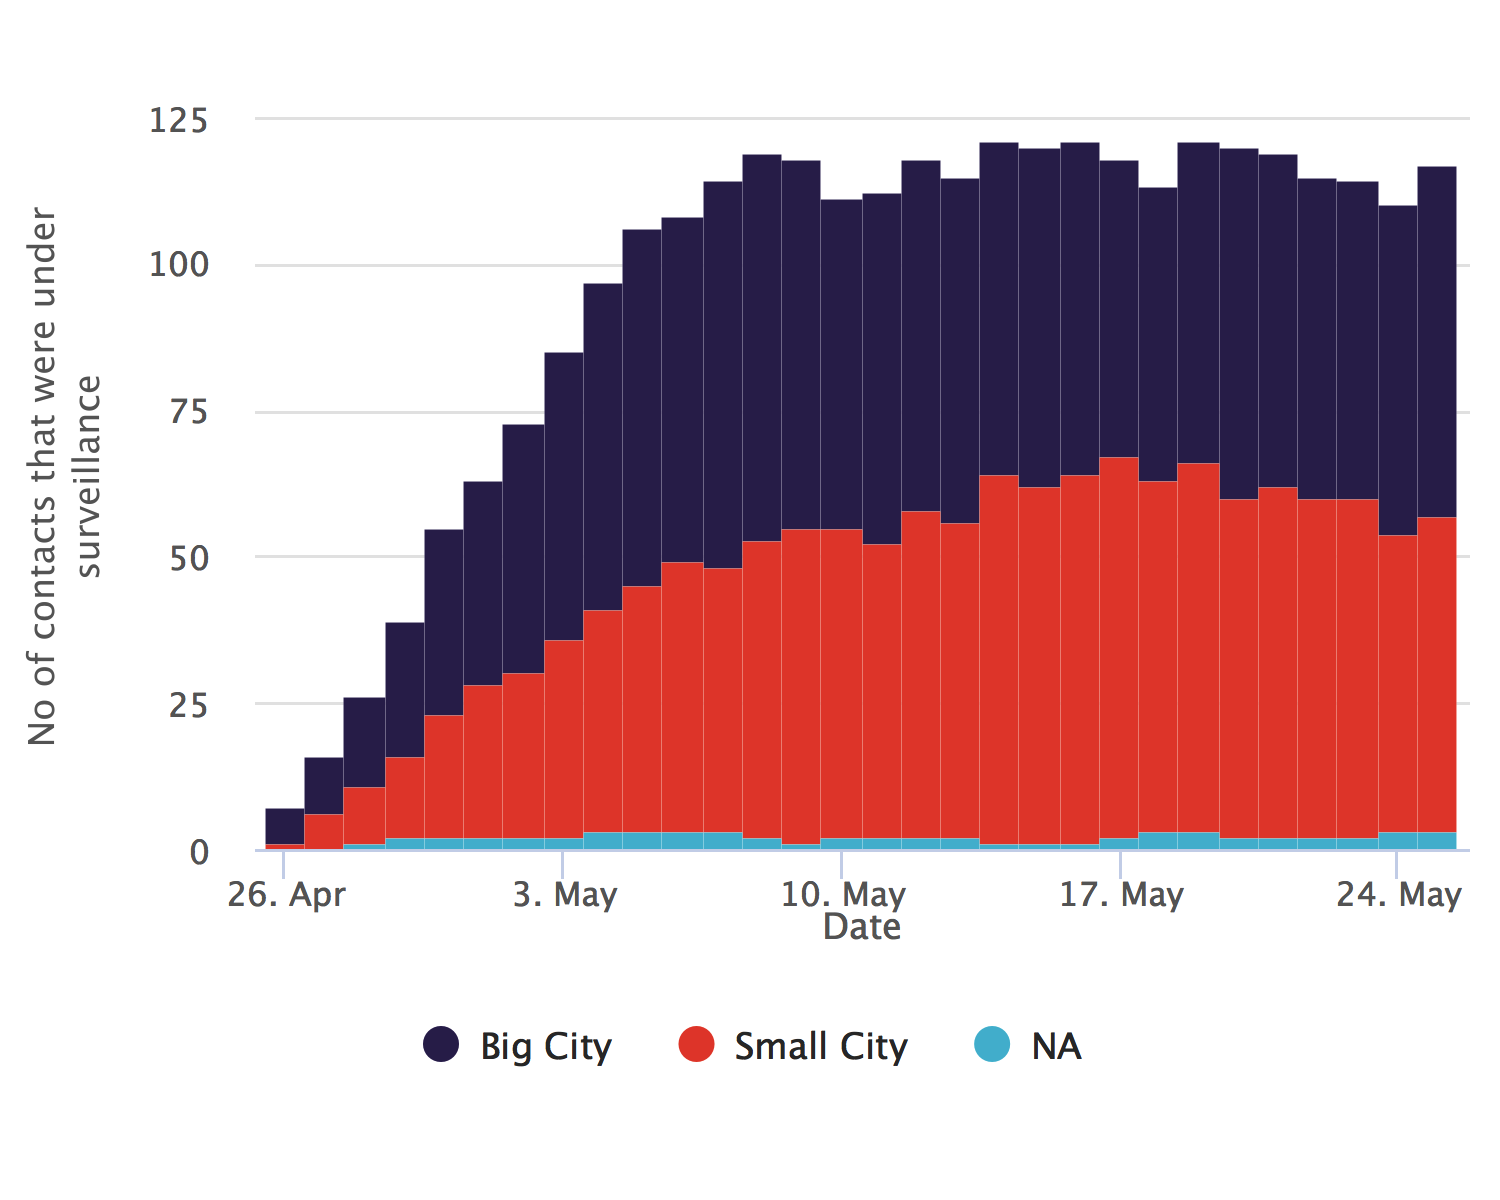 No of contacts that were under
surveillance
125
100
75
50
25
0
26. Apr 3. May 10. May 17. May 24. May
Date
Big City Small City NA